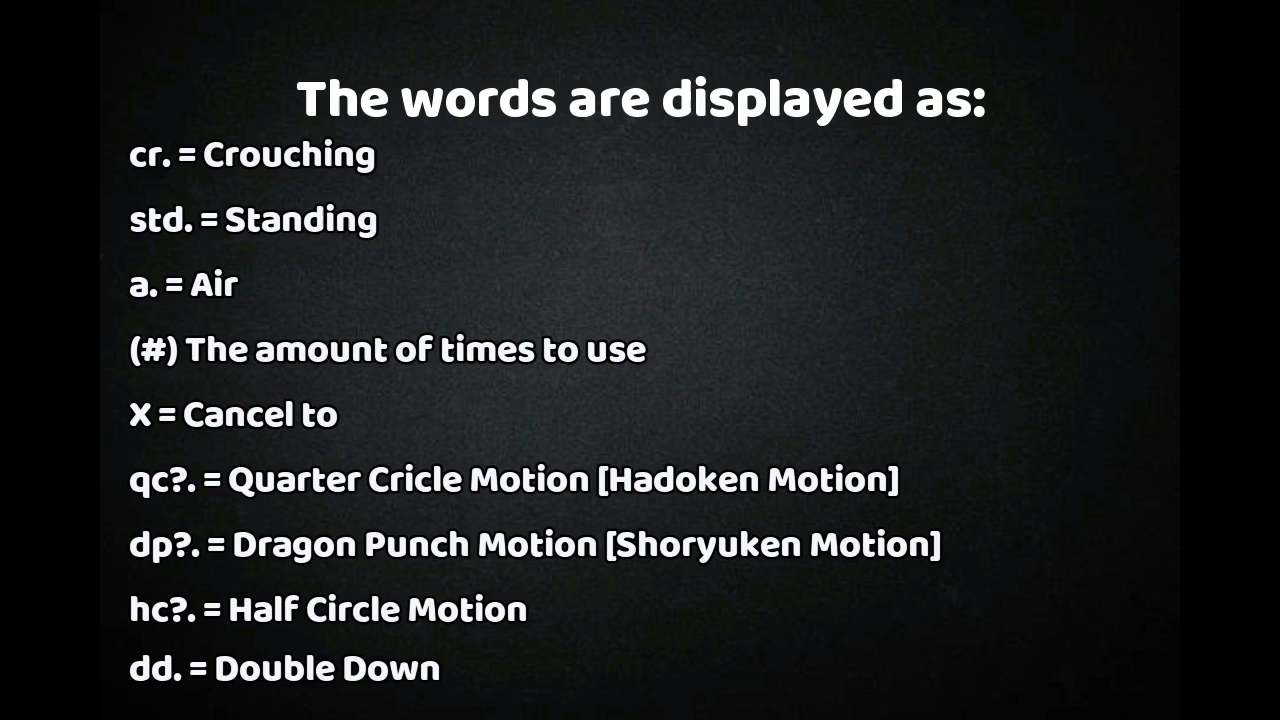 The words are displayed as:
cr. = Crouching
std. = Standing
a. = Air
(#) The amount of times to use
X = Cancel to
qc?. = Quarter Cricle Motion [Hadoken Motion]
dp?. = Dragon Punch Motion [Shoryuken Motion]
hc?. = Half Circle Motion
dd. = Double Down